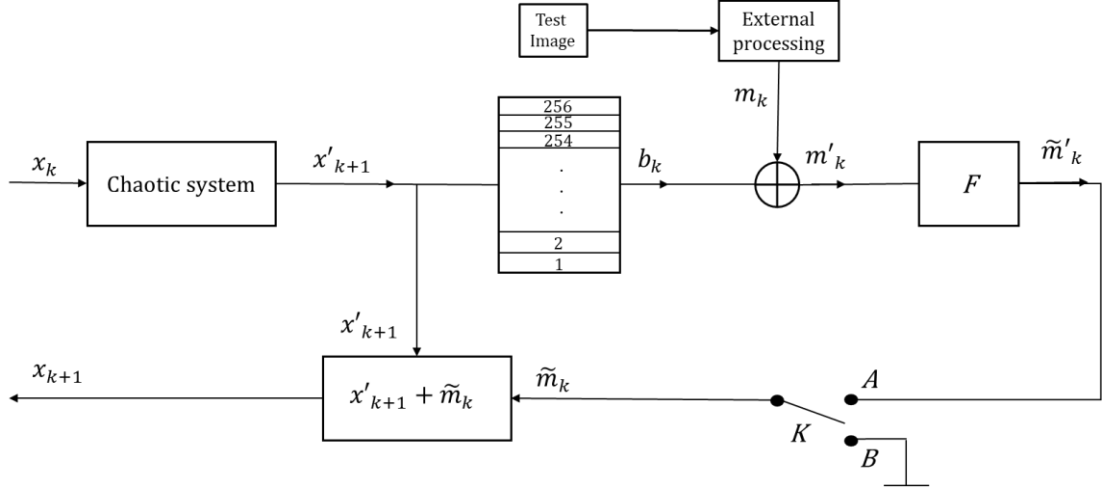 Test
Image
External
processing
m_k
256
255
254
.
.
.
2
1
x_k
Chaotic system
x'_{k+1}
b_k
m'_k
F
m̃'_k
x'_{k+1}
x_{k+1}
x'_{k+1} + m̃_k
m̃_k
A
K
B